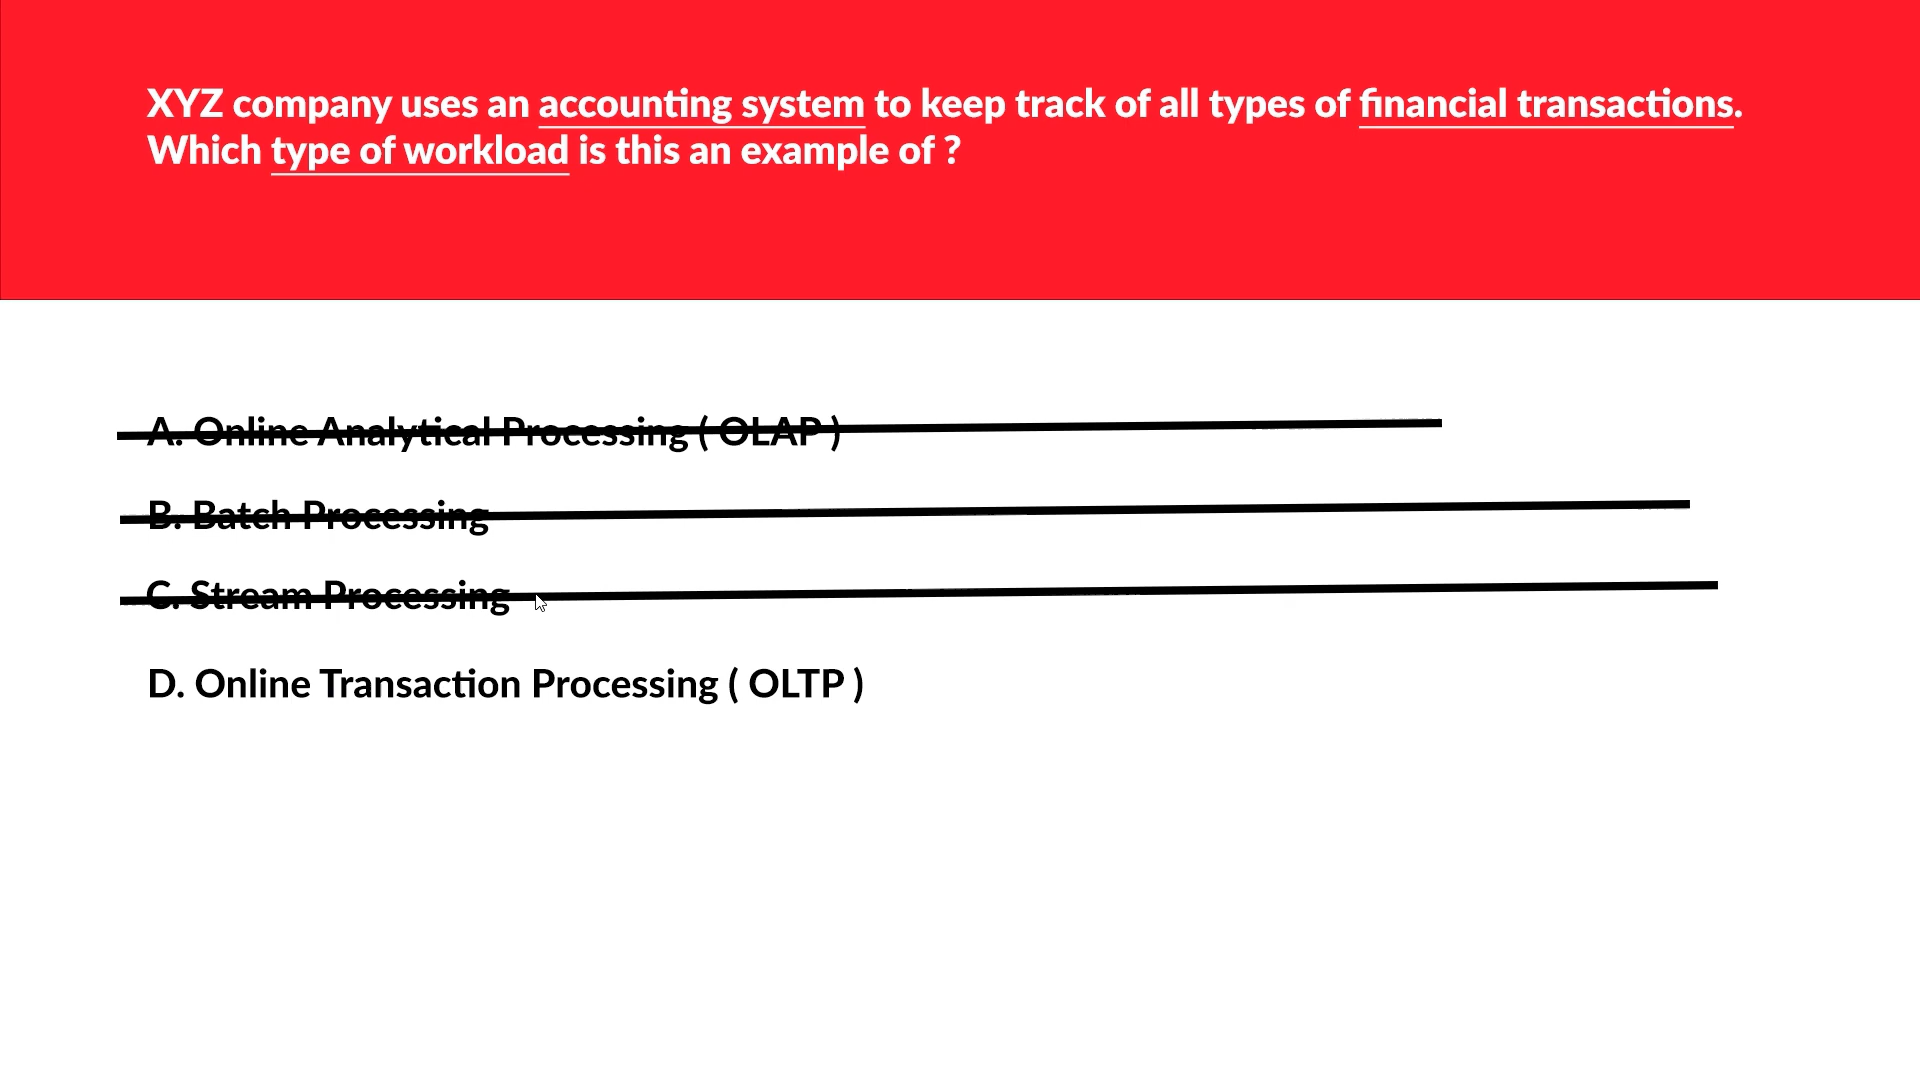 XYZ company uses an accounting system to keep track of all types of financial transactions.
Which type of workload is this an example of ?
A. Online Analytical Processing ( OLAP )
B. Batch Processing
C. Stream Processing
D. Online Transaction Processing ( OLTP )